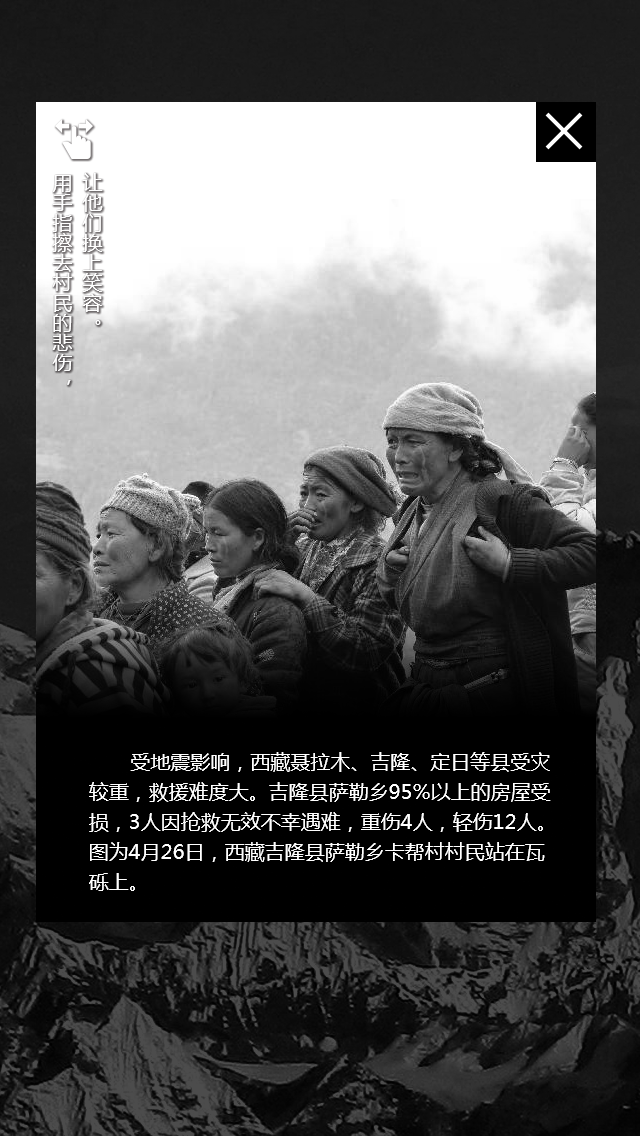 用手指擦去村民的悲伤，
让他们换上笑容。
受地震影响，西藏聂拉木、吉隆、定日等县受灾
较重，救援难度大。吉隆县萨勒乡95%以上的房屋受
损，3人因抢救无效不幸遇难，重伤4人，轻伤12人。
图为4月26日，西藏吉隆县萨勒乡卡帮村村民站在瓦
砾上。